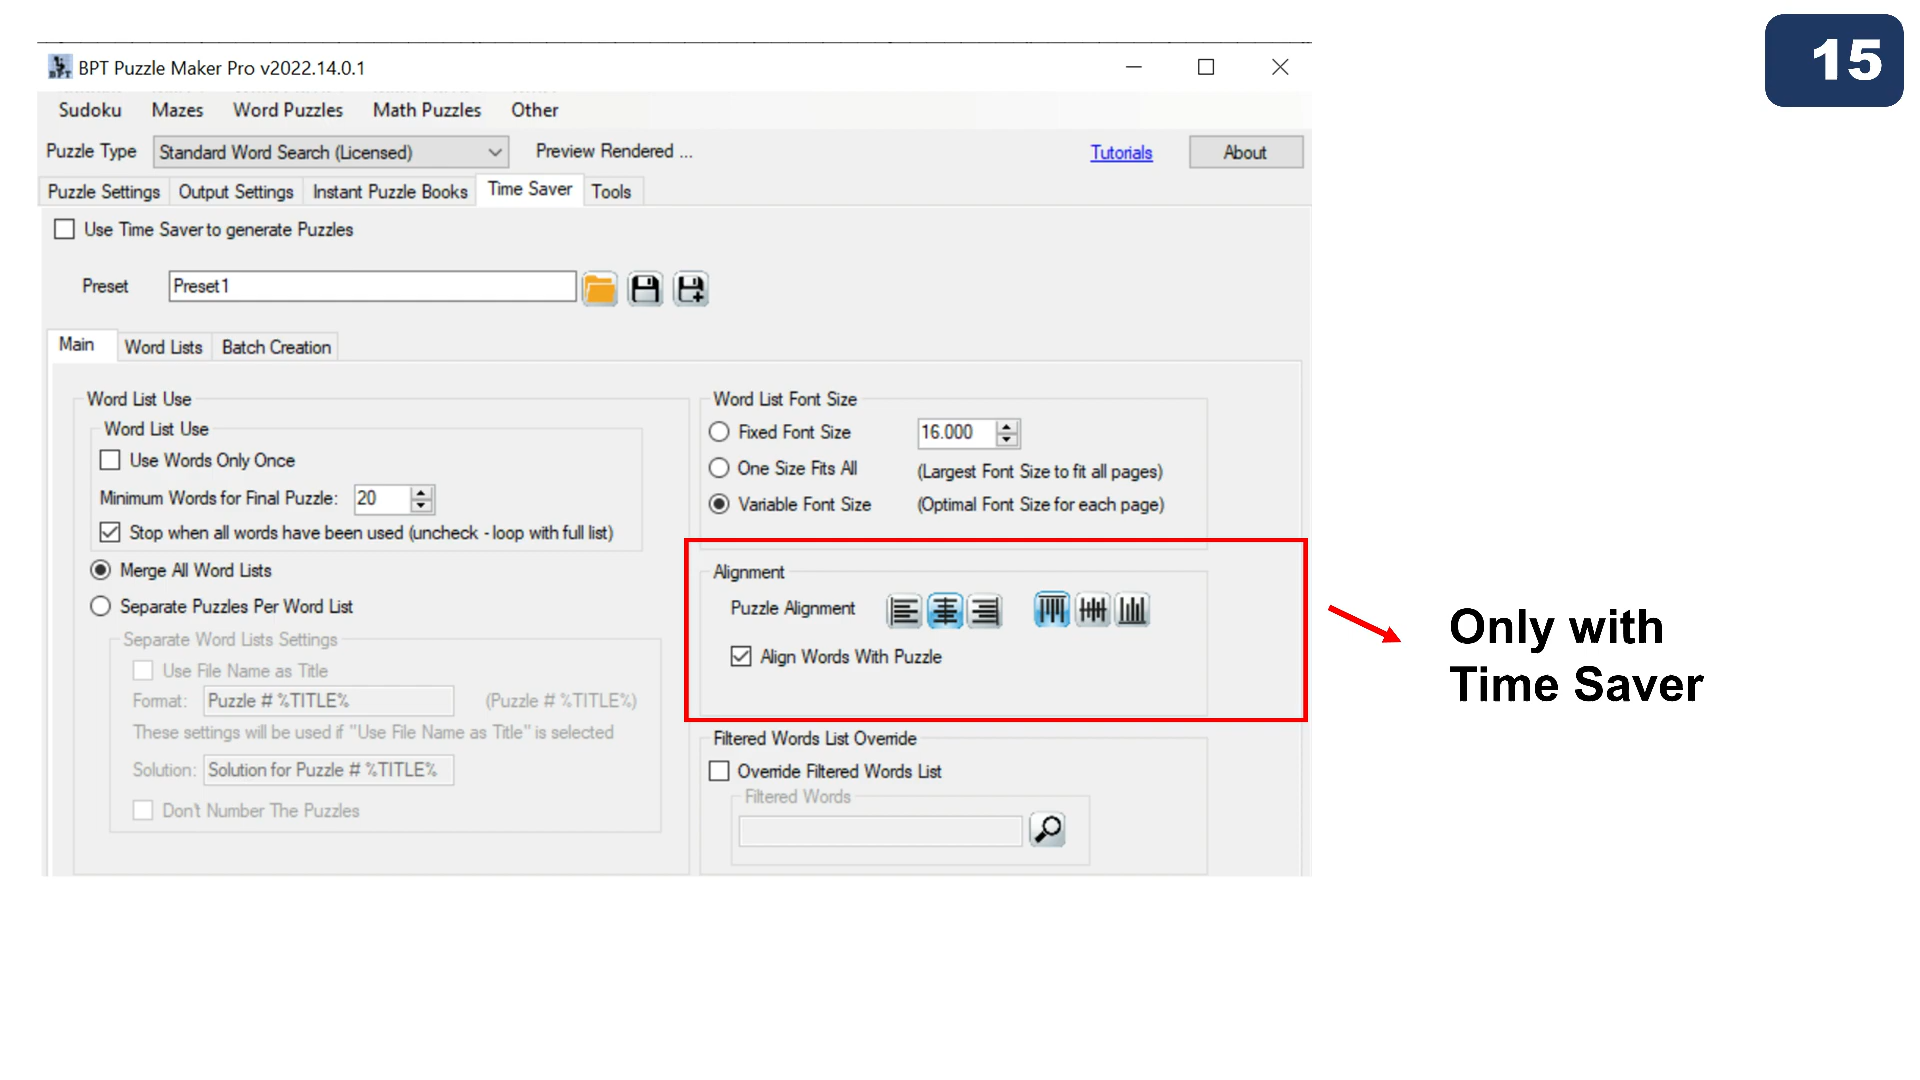 15
BPT Puzzle Maker Pro v2022.14.0.1
Sudoku Mazes Word Puzzles Math Puzzles Other
Puzzle Type Standard Word Search (Licensed) Preview Rendered ... Tutorials About
Puzzle Settings Output Settings Instant Puzzle Books Time Saver Tools
Use Time Saver to generate Puzzles
Preset Preset1
Main Word Lists Batch Creation
Word List Use
Word List Use
Use Words Only Once
Minimum Words for Final Puzzle: 20
Stop when all words have been used (uncheck - loop with full list)
Merge All Word Lists
Separate Puzzles Per Word List
Separate Word Lists Settings
Use File Name as Title
Format: Puzzle # %TITLE% (Puzzle # %TITLE%)
These settings will be used if "Use File Name as Title" is selected
Solution: Solution for Puzzle # %TITLE%
Don't Number The Puzzles
Word List Font Size
Fixed Font Size 16.000
One Size Fits All (Largest Font Size to fit all pages)
Variable Font Size (Optimal Font Size for each page)
Alignment
Puzzle Alignment
Align Words With Puzzle
Filtered Words List Override
Override Filtered Words List
Filtered Words
Only with
Time Saver